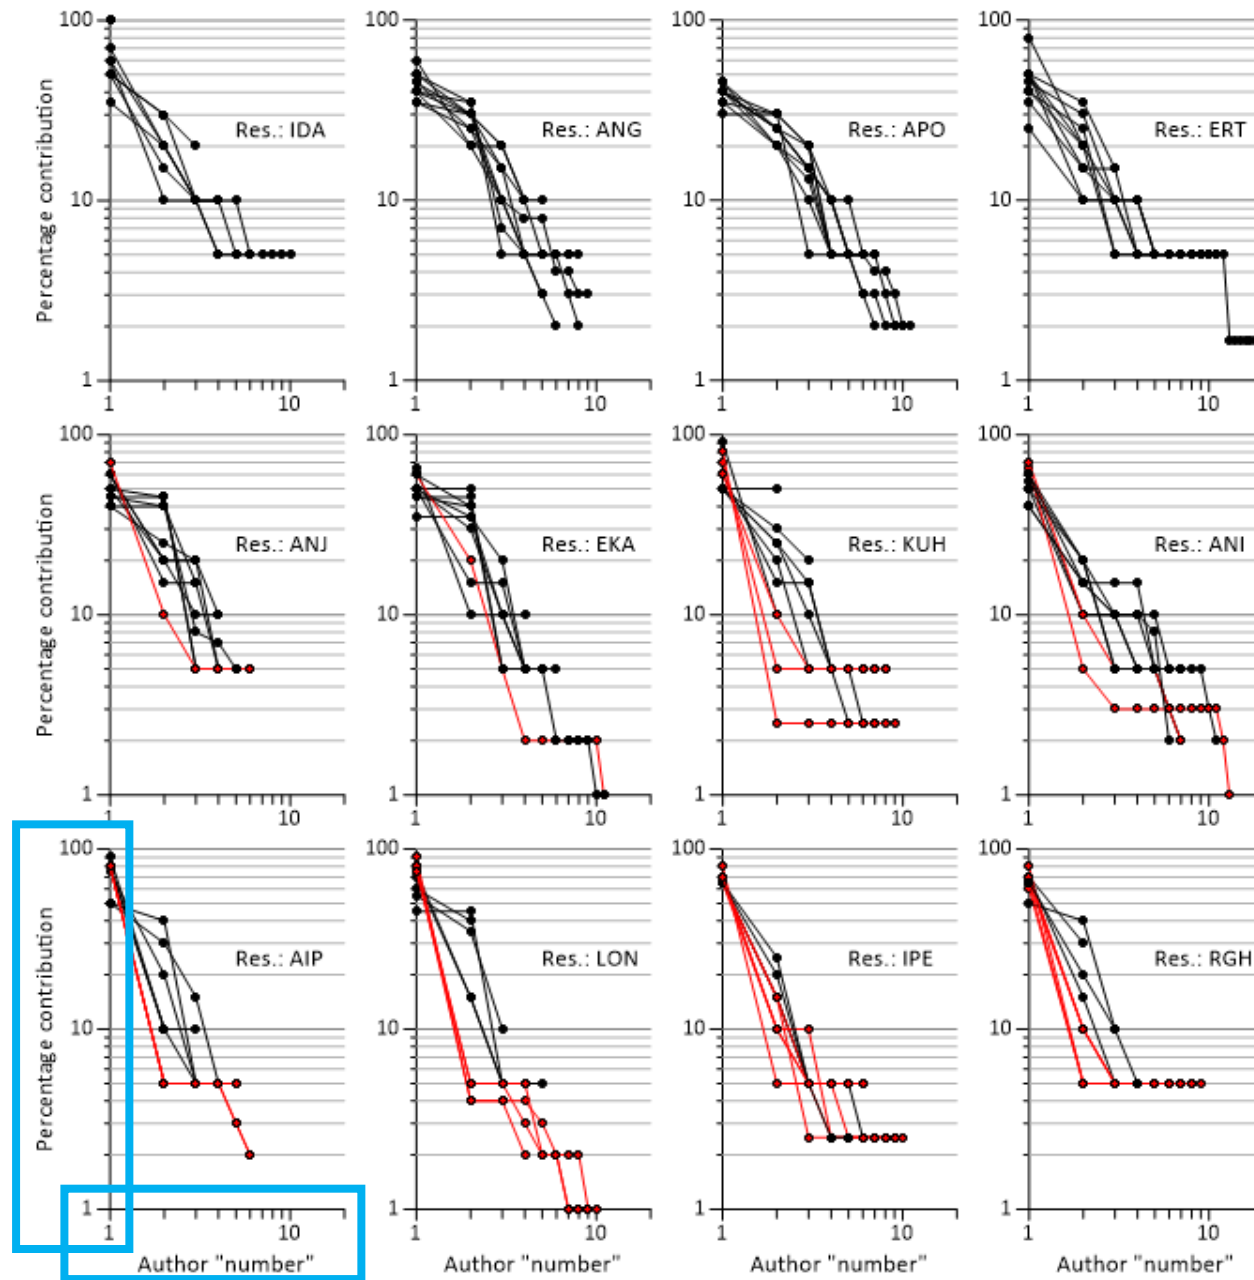 100 100 100 100
Percentage contribution
Res.: IDA Res.: ANG Res.: APO Res.: ERT
10 10 10 10
1 1 1 1
1 10 1 10 1 10 1 10
100 100 100 100
Percentage contribution
Res.: ANJ Res.: EKA Res.: KUH Res.: ANI
10 10 10 10
1 1 1 1
1 10 1 10 1 10 1 10
100 100 100 100
Percentage contribution
Res.: AIP Res.: LON Res.: IPE Res.: RGH
10 10 10 10
1 1 1 1
1 10 1 10 1 10 1 10
Author "number" Author "number" Author "number" Author "number"